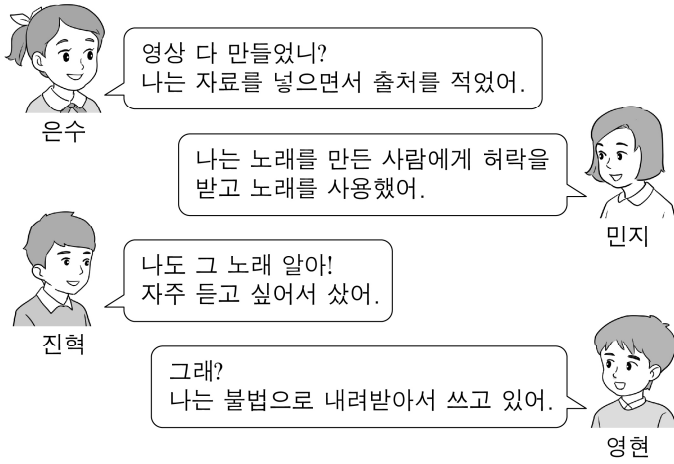 영상 다 만들었니?
나는 자료를 넣으면서 출처를 적었어.
은수
나는 노래를 만든 사람에게 허락을
받고 노래를 사용했어.
민지
나도 그 노래 알아!
자주 듣고 싶어서 샀어.
진혁
그래?
나는 불법으로 내려받아서 쓰고 있어.
영현